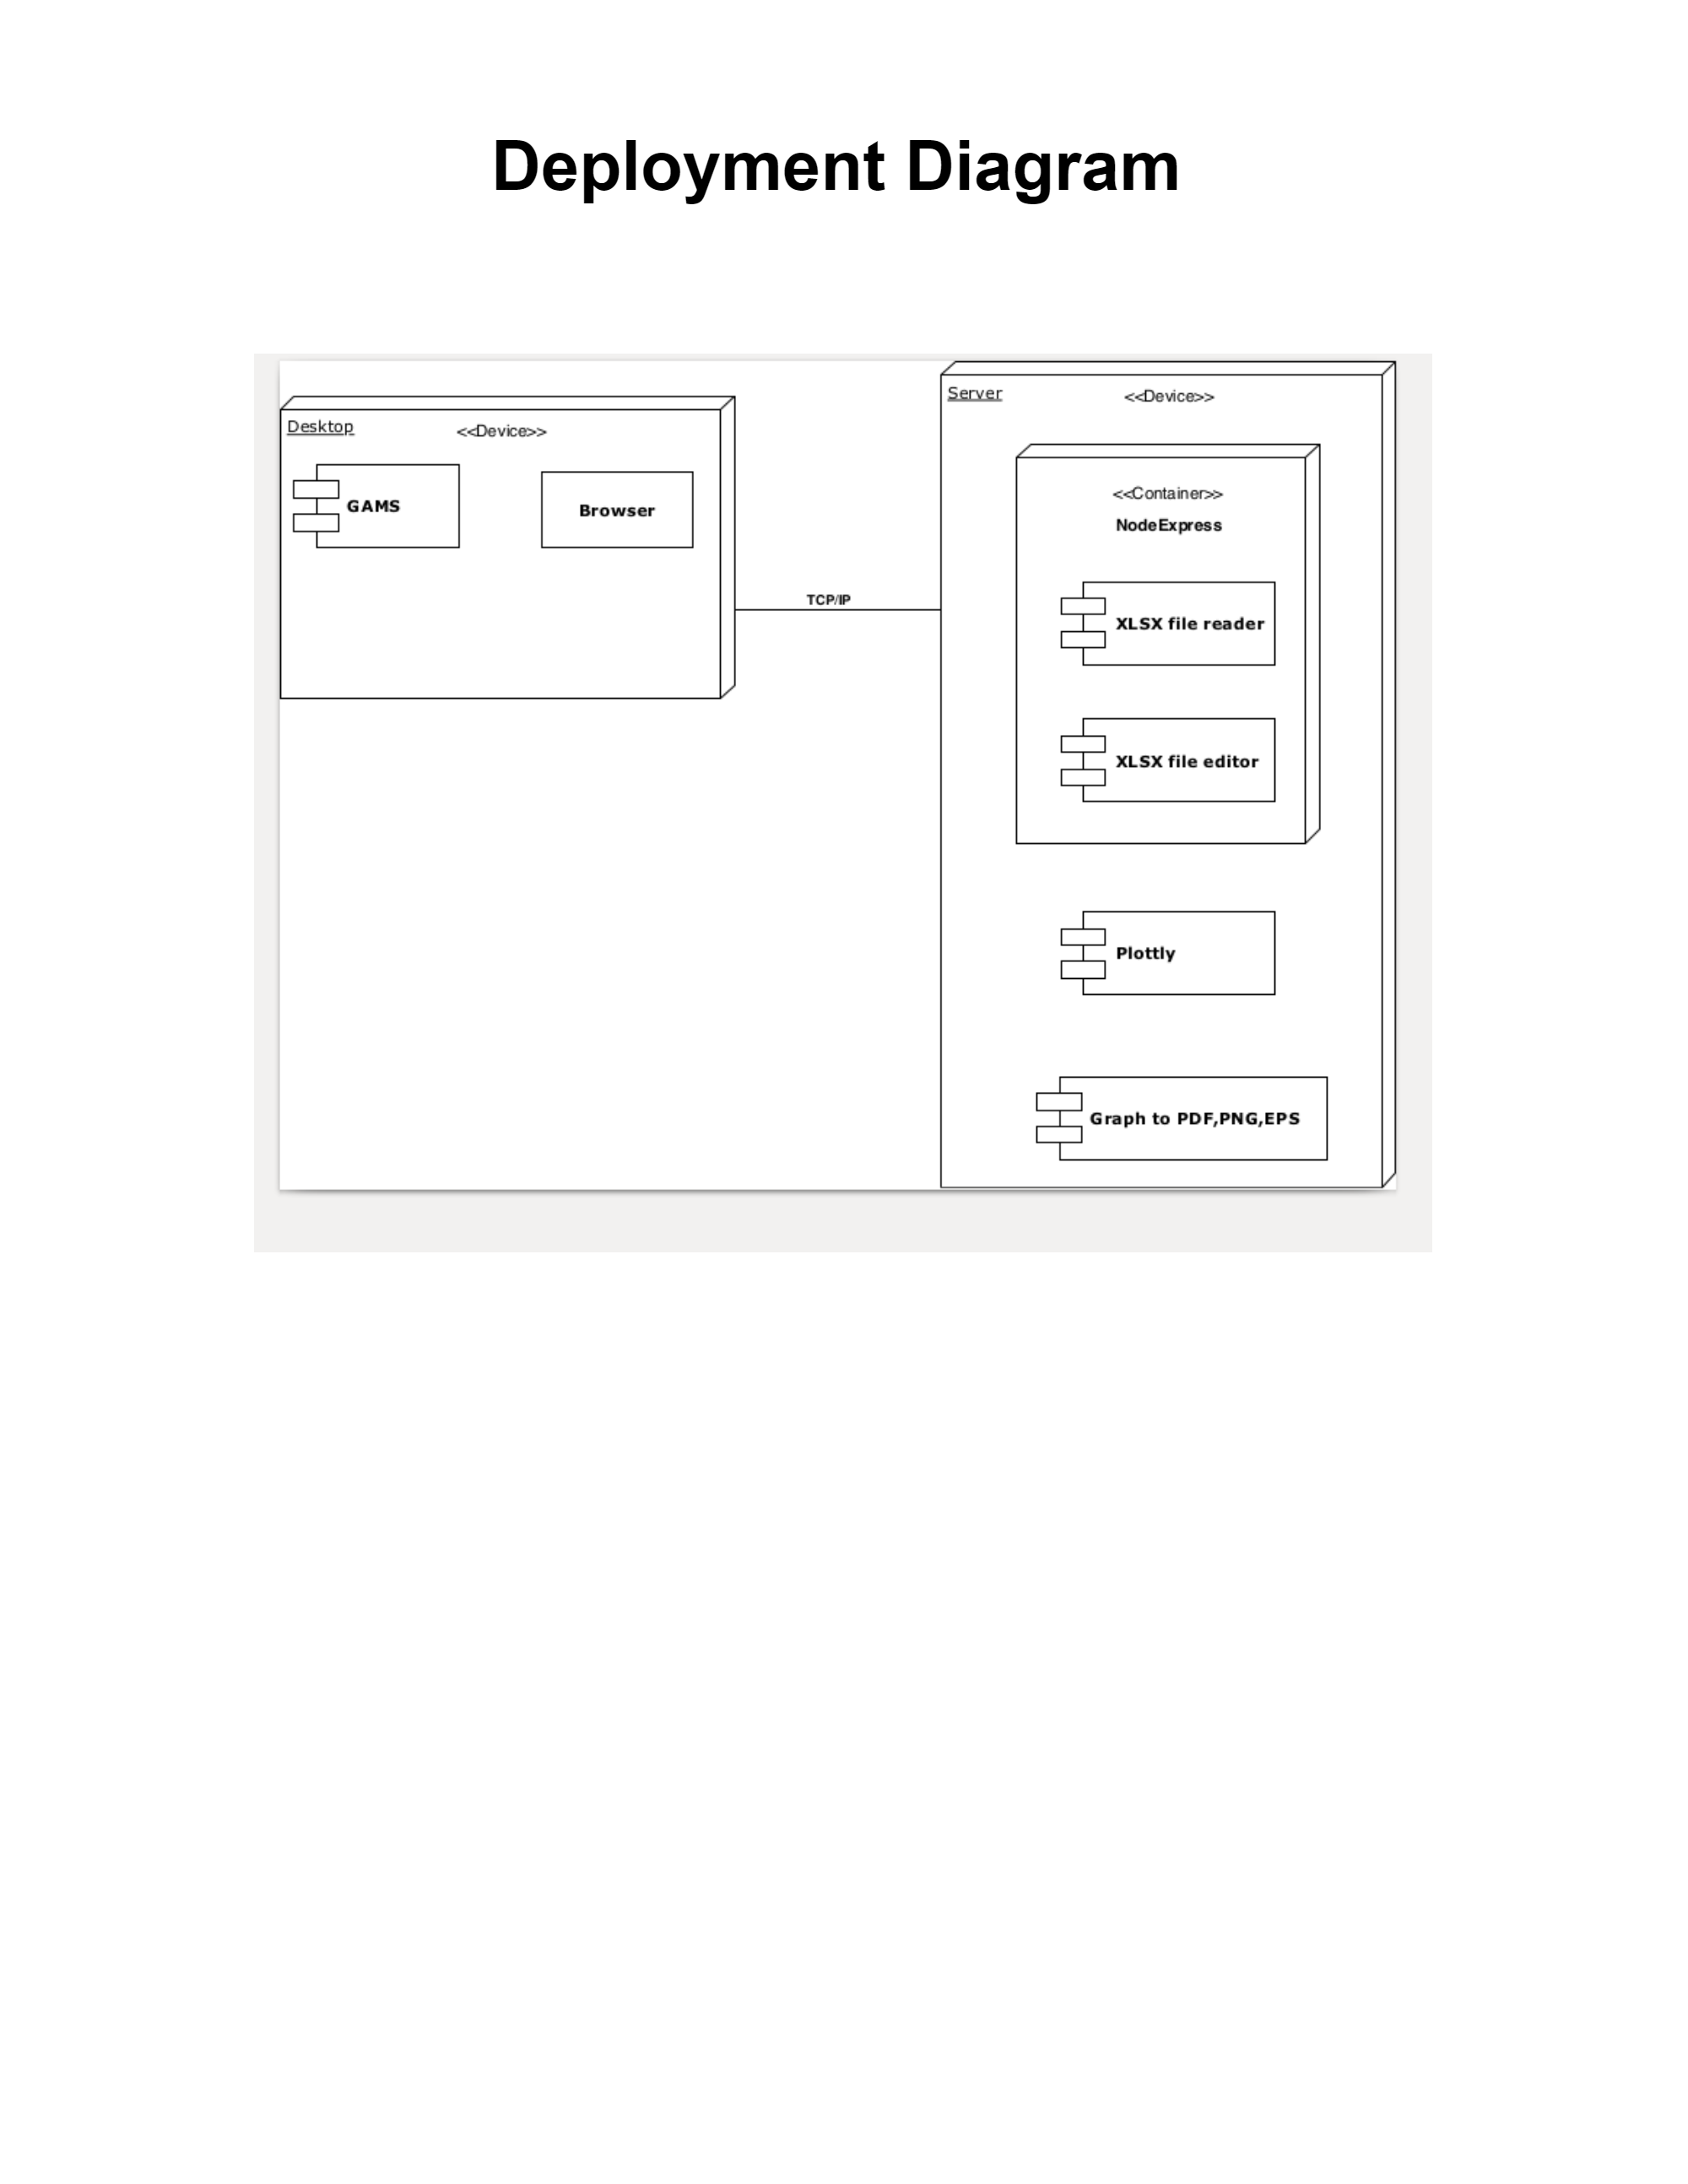 Deployment Diagram
Desktop
<<Device>>
GAMS
Browser
TCP/IP
Server
<<Device>>
<<Container>>
NodeExpress
XLSX file reader
XLSX file editor
Plottly
Graph to PDF,PNG,EPS